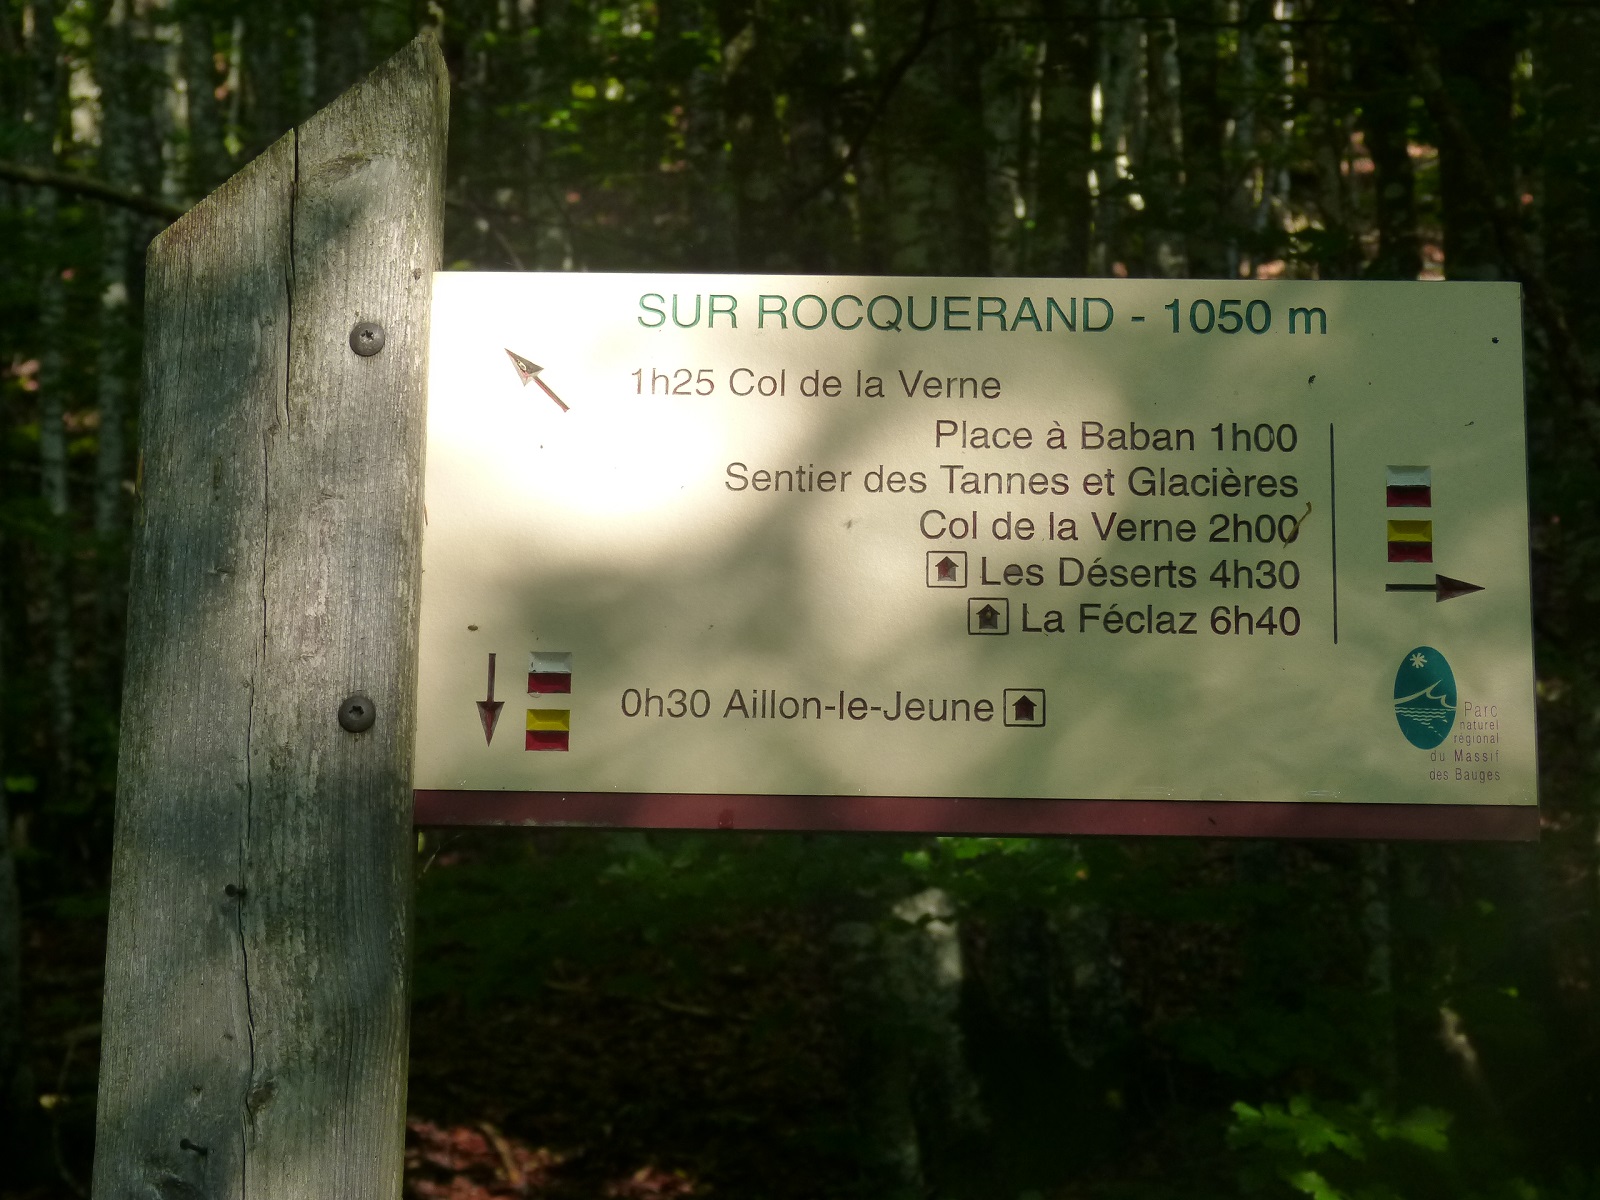 SUR ROCQUERAND - 1050 m
1h25 Col de la Verne
Place à Baban 1h00
Sentier des Tannes et Glacières
Col de la Verne 2h00
Les Déserts 4h30
La Féclaz 6h40
0h30 Aillon-le-Jeune
Parc
naturel
régional
du Massif
des Bauges